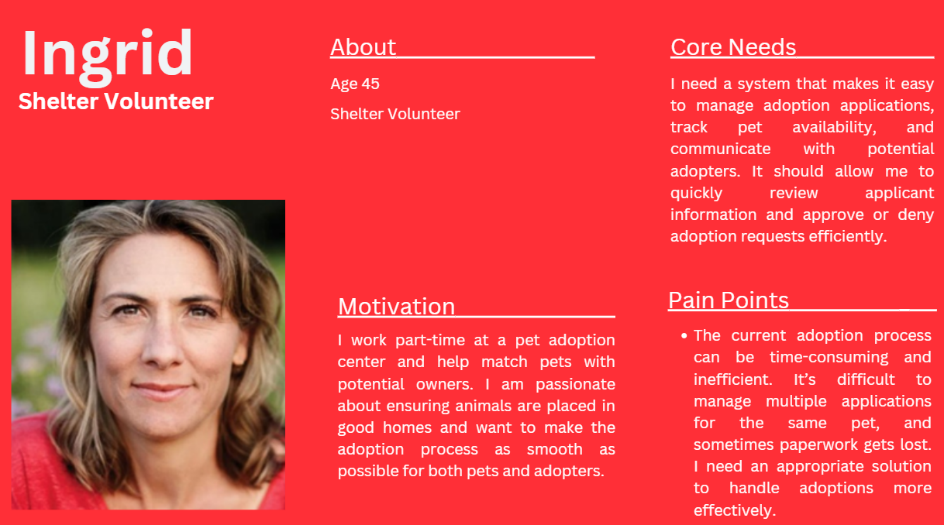 Ingrid
Shelter Volunteer
About
Age 45
Shelter Volunteer
Core Needs
I need a system that makes it easy
to manage adoption applications,
track pet availability, and
communicate with potential
adopters. It should allow me to
quickly review applicant
information and approve or deny
adoption requests efficiently.
Motivation
I work part-time at a pet adoption
center and help match pets with
potential owners. I am passionate
about ensuring animals are placed in
good homes and want to make the
adoption process as smooth as
possible for both pets and adopters.
Pain Points
• The current adoption process
can be time-consuming and
inefficient. It’s difficult to
manage multiple applications
for the same pet, and
sometimes paperwork gets lost.
I need an appropriate solution
to handle adoptions more
effectively.